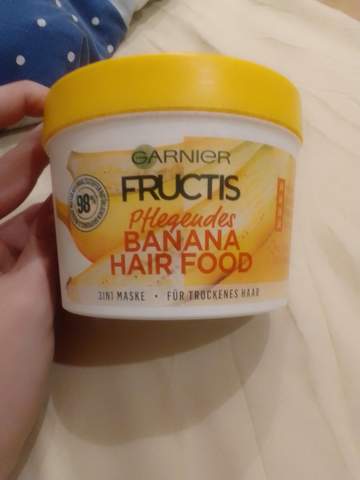 GARNIER
FRUCTIS
98%
Pflegendes
BANANA
HAIR FOOD
3IN1 MASKE • FÜR TROCKENES HAAR